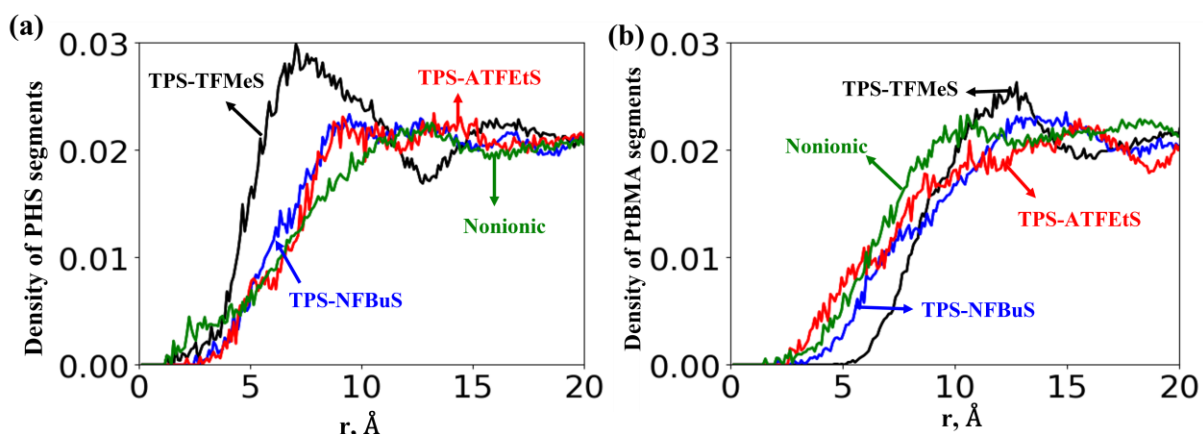 (a)
Density of PHS segments
0.03
0.02
0.01
0.00
TPS-TFMeS
TPS-ATFEtS
Nonionic
TPS-NFBuS
0 5 10 15 20
r, Å
(b)
Density of PtBMA segments
0.03
0.02
0.01
0.00
TPS-TFMeS
Nonionic
TPS-ATFEtS
TPS-NFBuS
0 5 10 15 20
r, Å